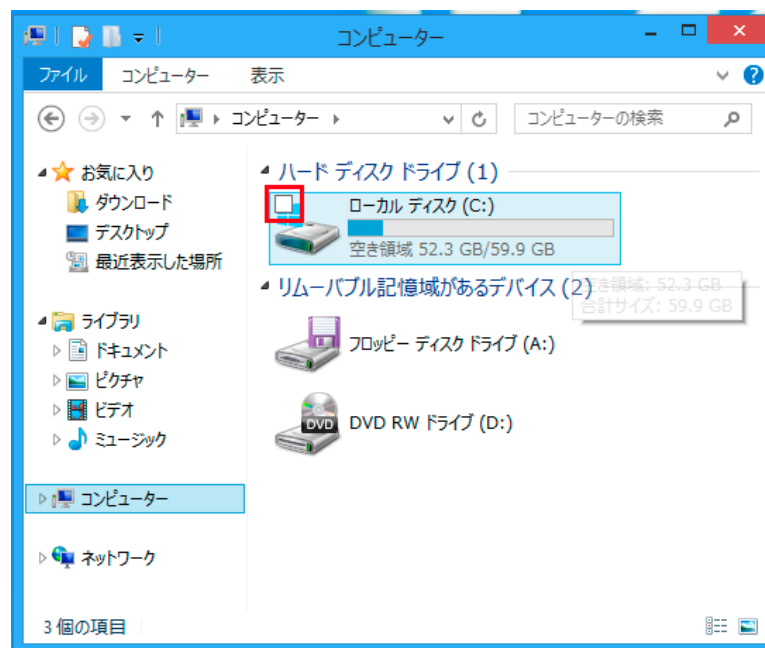 コンピューター
ファイル コンピューター 表示
コンピューター
コンピューターの検索
お気に入り
ダウンロード
デスクトップ
最近表示した場所
ライブラリ
ドキュメント
ピクチャ
ビデオ
ミュージック
コンピューター
ネットワーク
ハード ディスク ドライブ (1)
ローカル ディスク (C:)
空き領域 52.3 GB/59.9 GB
リムーバブル記憶域があるデバイス (2)
空き領域: 52.3 GB
合計サイズ: 59.9 GB
フロッピー ディスク ドライブ (A:)
DVD
DVD RW ドライブ (D:)
3 個の項目